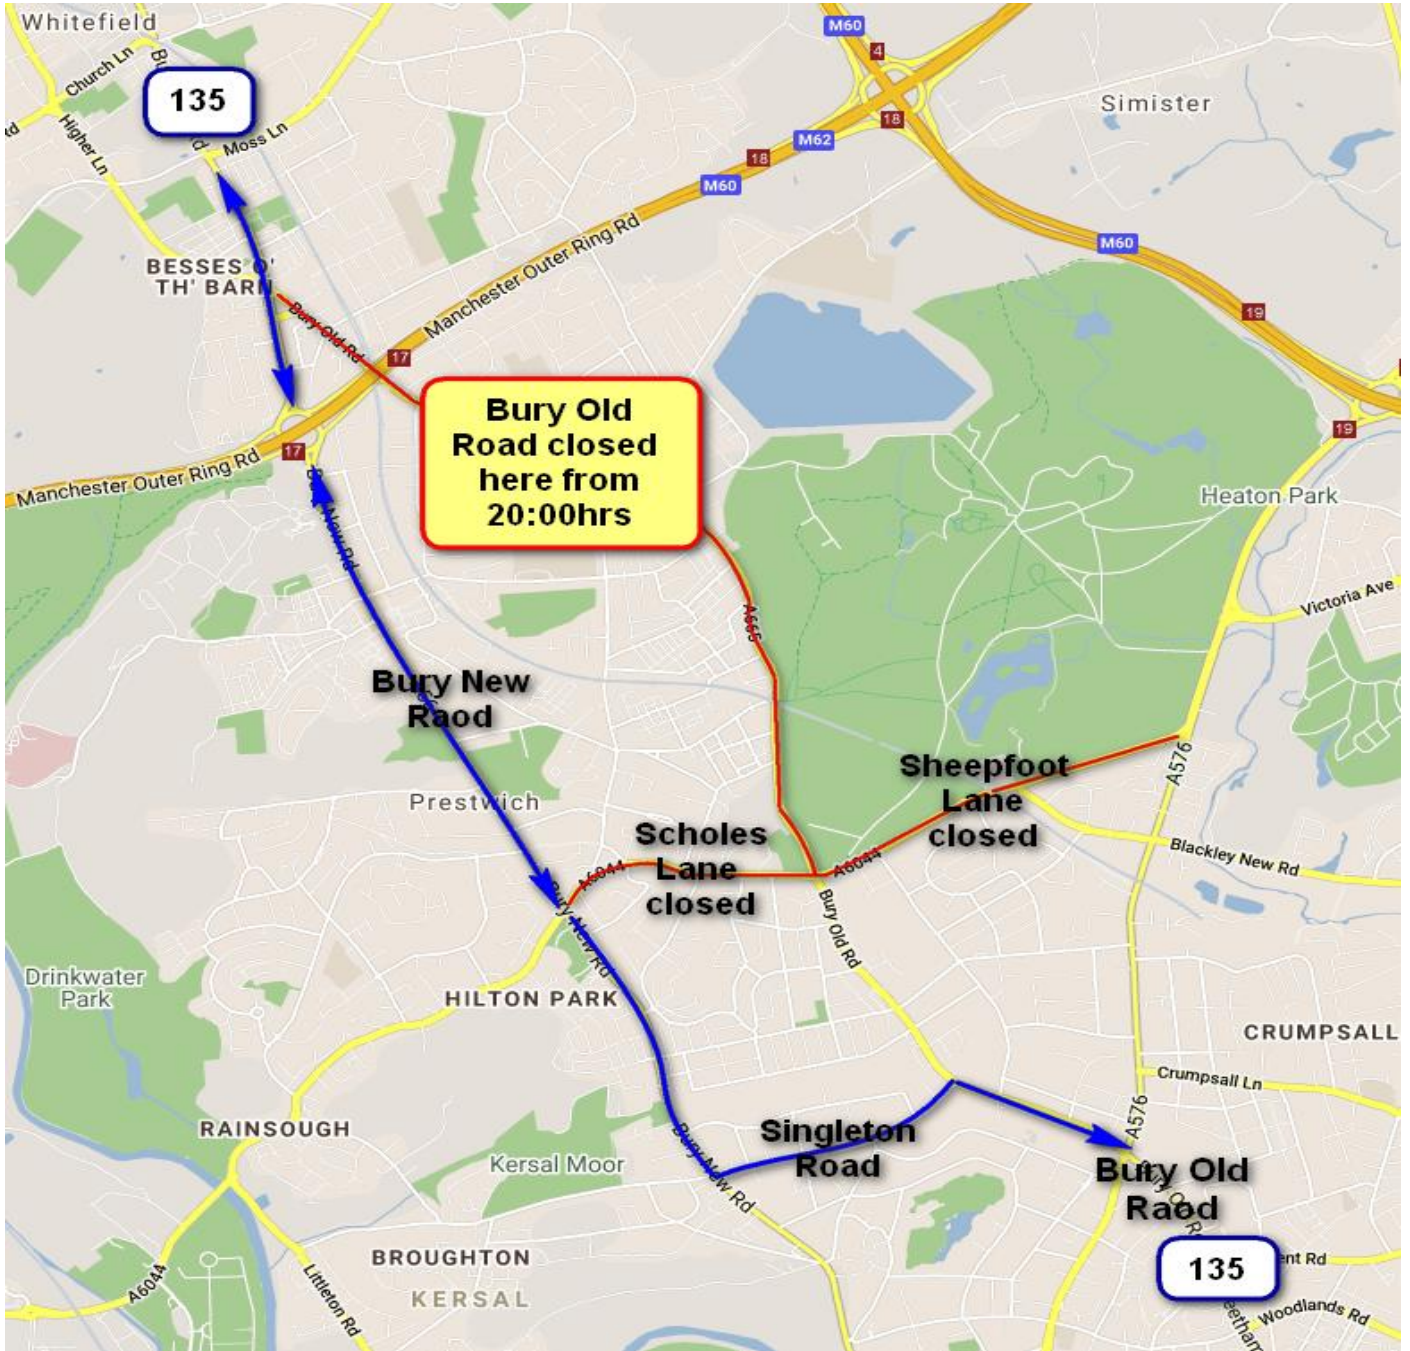 Whitefield
Church Ln
135
Moss Ln
Higher Ln
M60
4
18
M62
18
M60
Simister
M60
BESSES O'
TH' BARN
Bury Old Rd
Manchester Outer Ring Rd
17
19
19
17
Manchester Outer Ring Rd
Bury Old
Road closed
here from
20:00hrs
Heaton Park
Victoria Ave
Bury New Rd
A665
Bury New
Raod
Prestwich
Sheepfoot
Lane
closed
A576
Scholes
Lane
closed
A6044
A6044
Blackley New Rd
Bury New Rd
Bury Old Rd
Drinkwater
Park
HILTON PARK
CRUMPSALL
Crumpsall Ln
A576
RAINSOUGH
Singleton
Road
Kersal Moor
Bury New Rd
Bury Old
Raod
135
BROUGHTON
KERSAL
A6044
Littleton Rd
Woodlands Rd